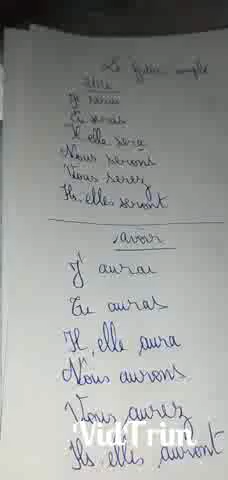 Le futur simple
être
Je serai
Tu seras
Il, elle sera
Nous serons
Vous serez
Ils, elles seront
avoir
J' aurai
Tu auras
Il, elle aura
Nous aurons
Vous aurez
VidTrim
Ils, elles auront